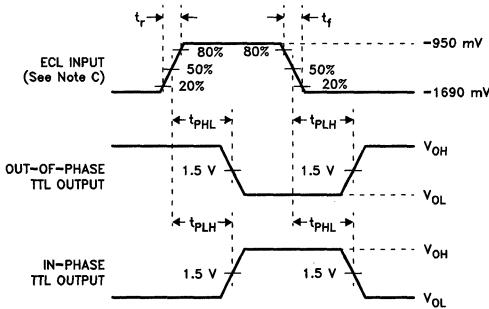 tr tf
-950 mV
80% 80%
ECL INPUT
(See Note C)
50% 50%
20% 20%
-1690 mV
tPHL tPLH
VOH
OUT-OF-PHASE
TTL OUTPUT
1.5 V 1.5 V
VOL
tPLH tPHL
VOH
IN-PHASE
TTL OUTPUT
1.5 V 1.5 V
VOL